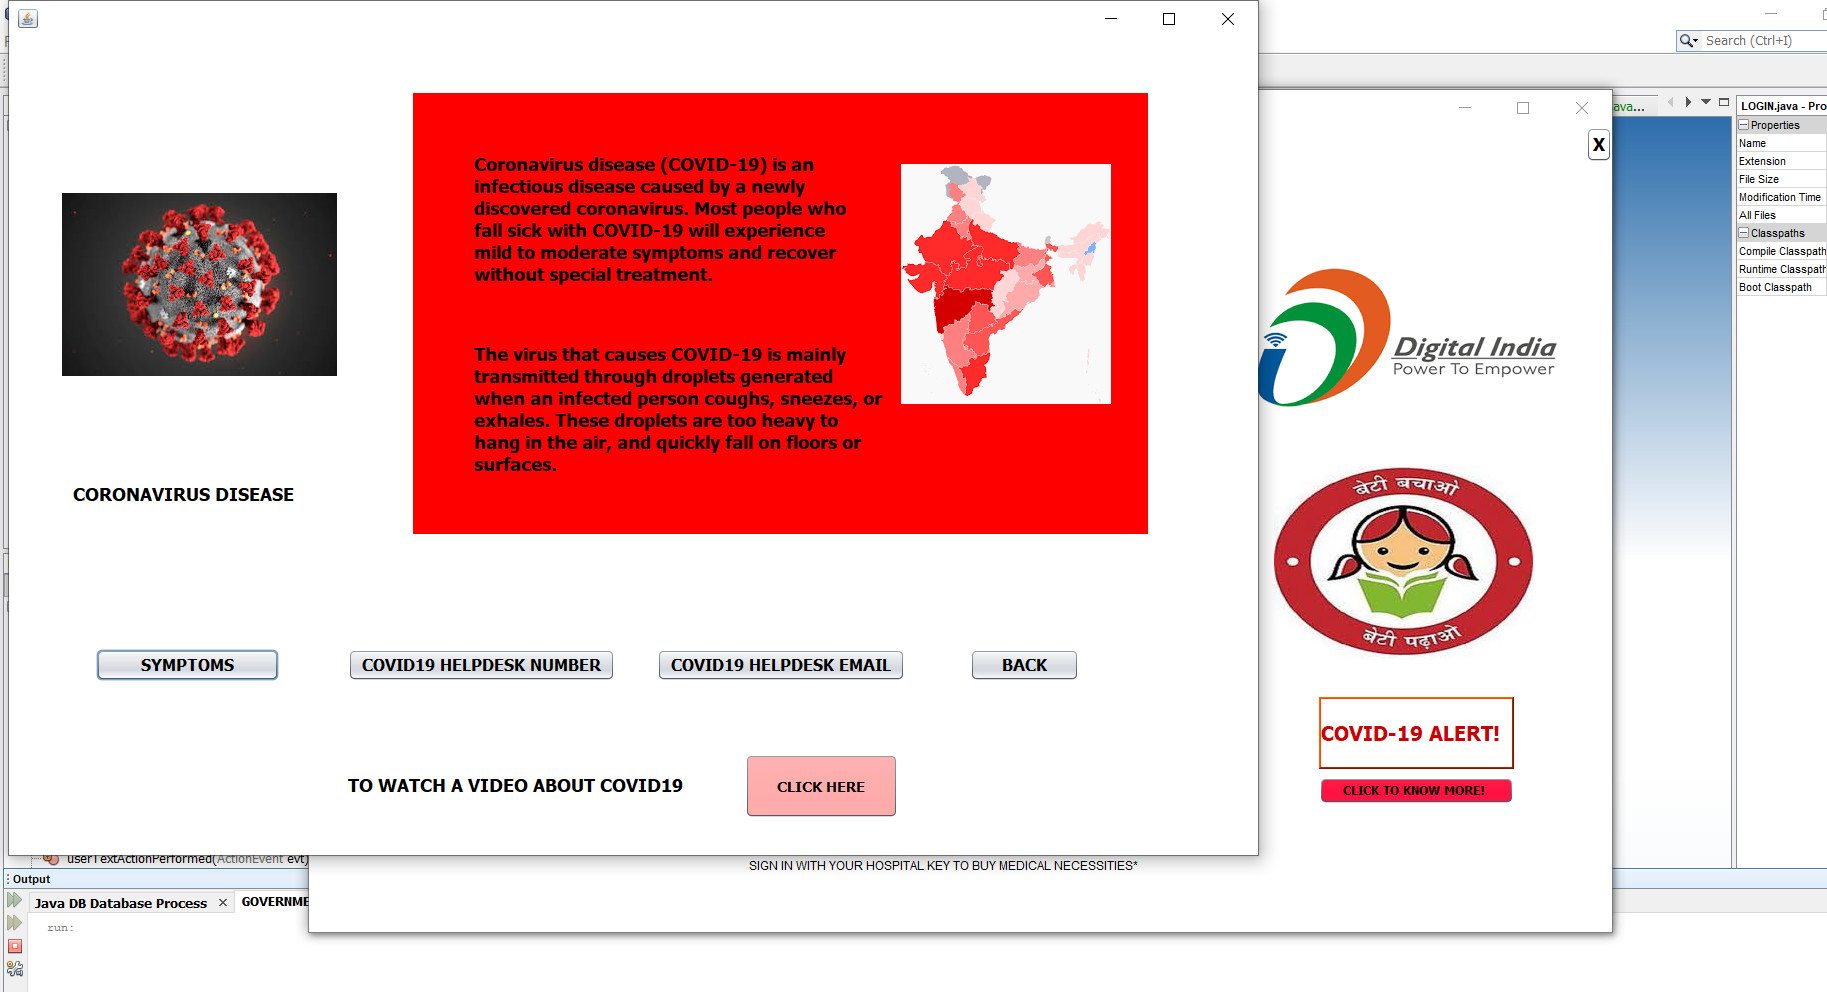 Search (Ctrl+I)
Coronavirus disease (COVID-19) is an
infectious disease caused by a newly
discovered coronavirus. Most people who
fall sick with COVID-19 will experience
mild to moderate symptoms and recover
without special treatment.
The virus that causes COVID-19 is mainly
transmitted through droplets generated
when an infected person coughs, sneezes, or
exhales. These droplets are too heavy to
hang in the air, and quickly fall on floors or
surfaces.
CORONAVIRUS DISEASE
SYMPTOMS
COVID19 HELPDESK NUMBER
COVID19 HELPDESK EMAIL
BACK
TO WATCH A VIDEO ABOUT COVID19
CLICK HERE
X
Digital India
Power To Empower
बेटी बचाओ
बेटी पढ़ाओ
COVID-19 ALERT!
CLICK TO KNOW MORE!
SIGN IN WITH YOUR HOSPITAL KEY TO BUY MEDICAL NECESSITIES*
ava...
LOGIN.java - Pro
Properties
Name
Extension
File Size
Modification Time
All Files
Classpaths
Compile Classpath
Runtime Classpath
Boot Classpath
userTextActionPerformed(ActionEvent evt)
Output
Java DB Database Process
GOVERNME
run: